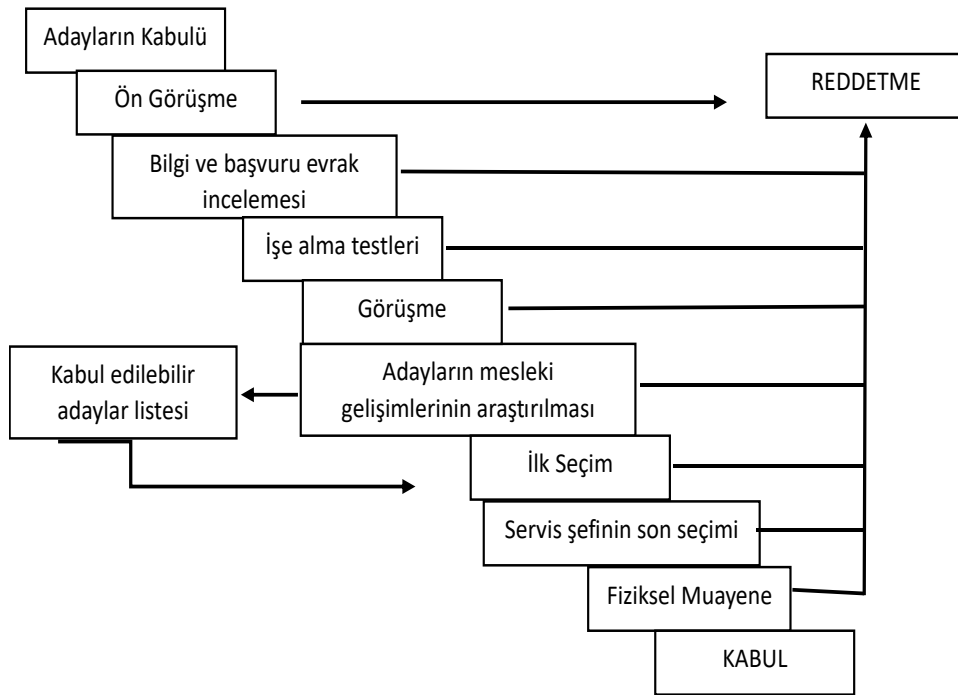 Adayların Kabulü
Ön Görüşme
REDDETME
Bilgi ve başvuru evrak
incelemesi
İşe alma testleri
Görüşme
Kabul edilebilir
adaylar listesi
Adayların mesleki
gelişimlerinin araştırılması
İlk Seçim
Servis şefinin son seçimi
Fiziksel Muayene
KABUL